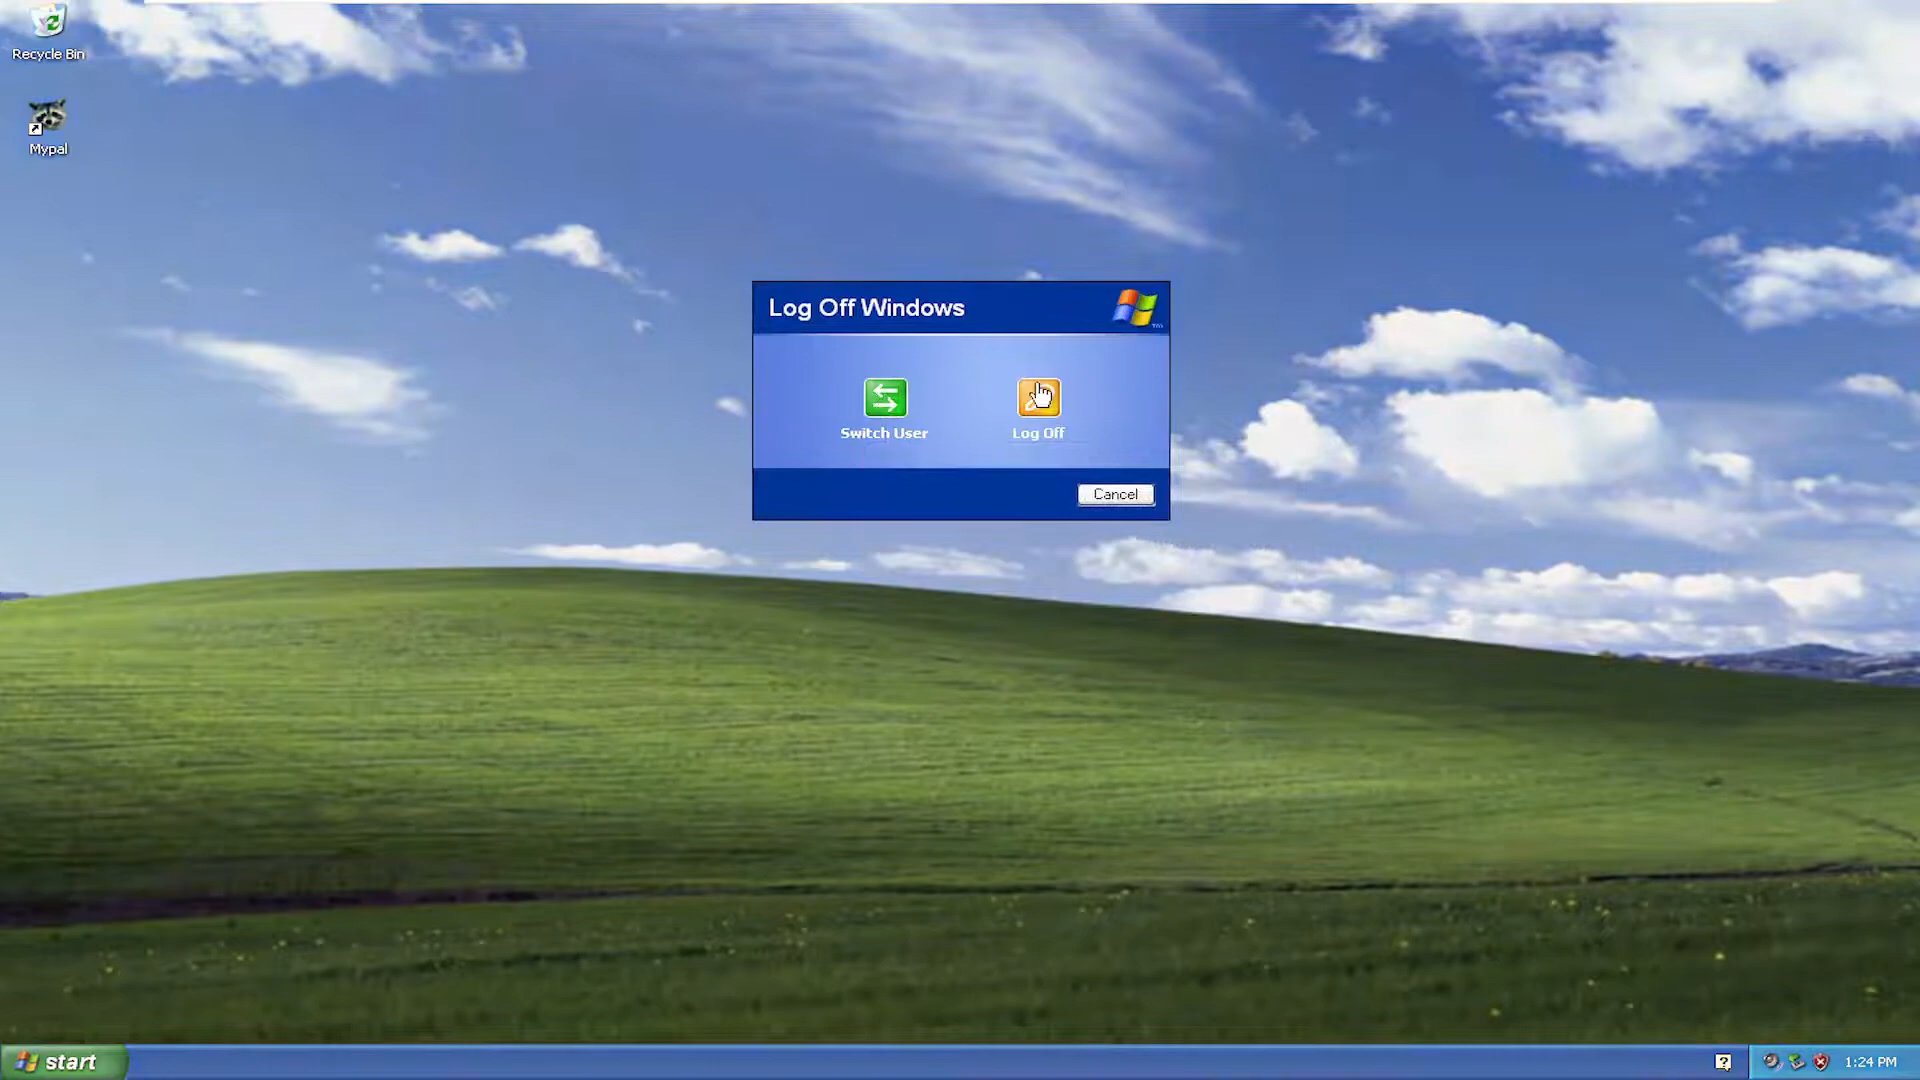 Recycle Bin
Mypal
Log Off Windows
Switch User
Log Off
Cancel
start
?
1:24 PM